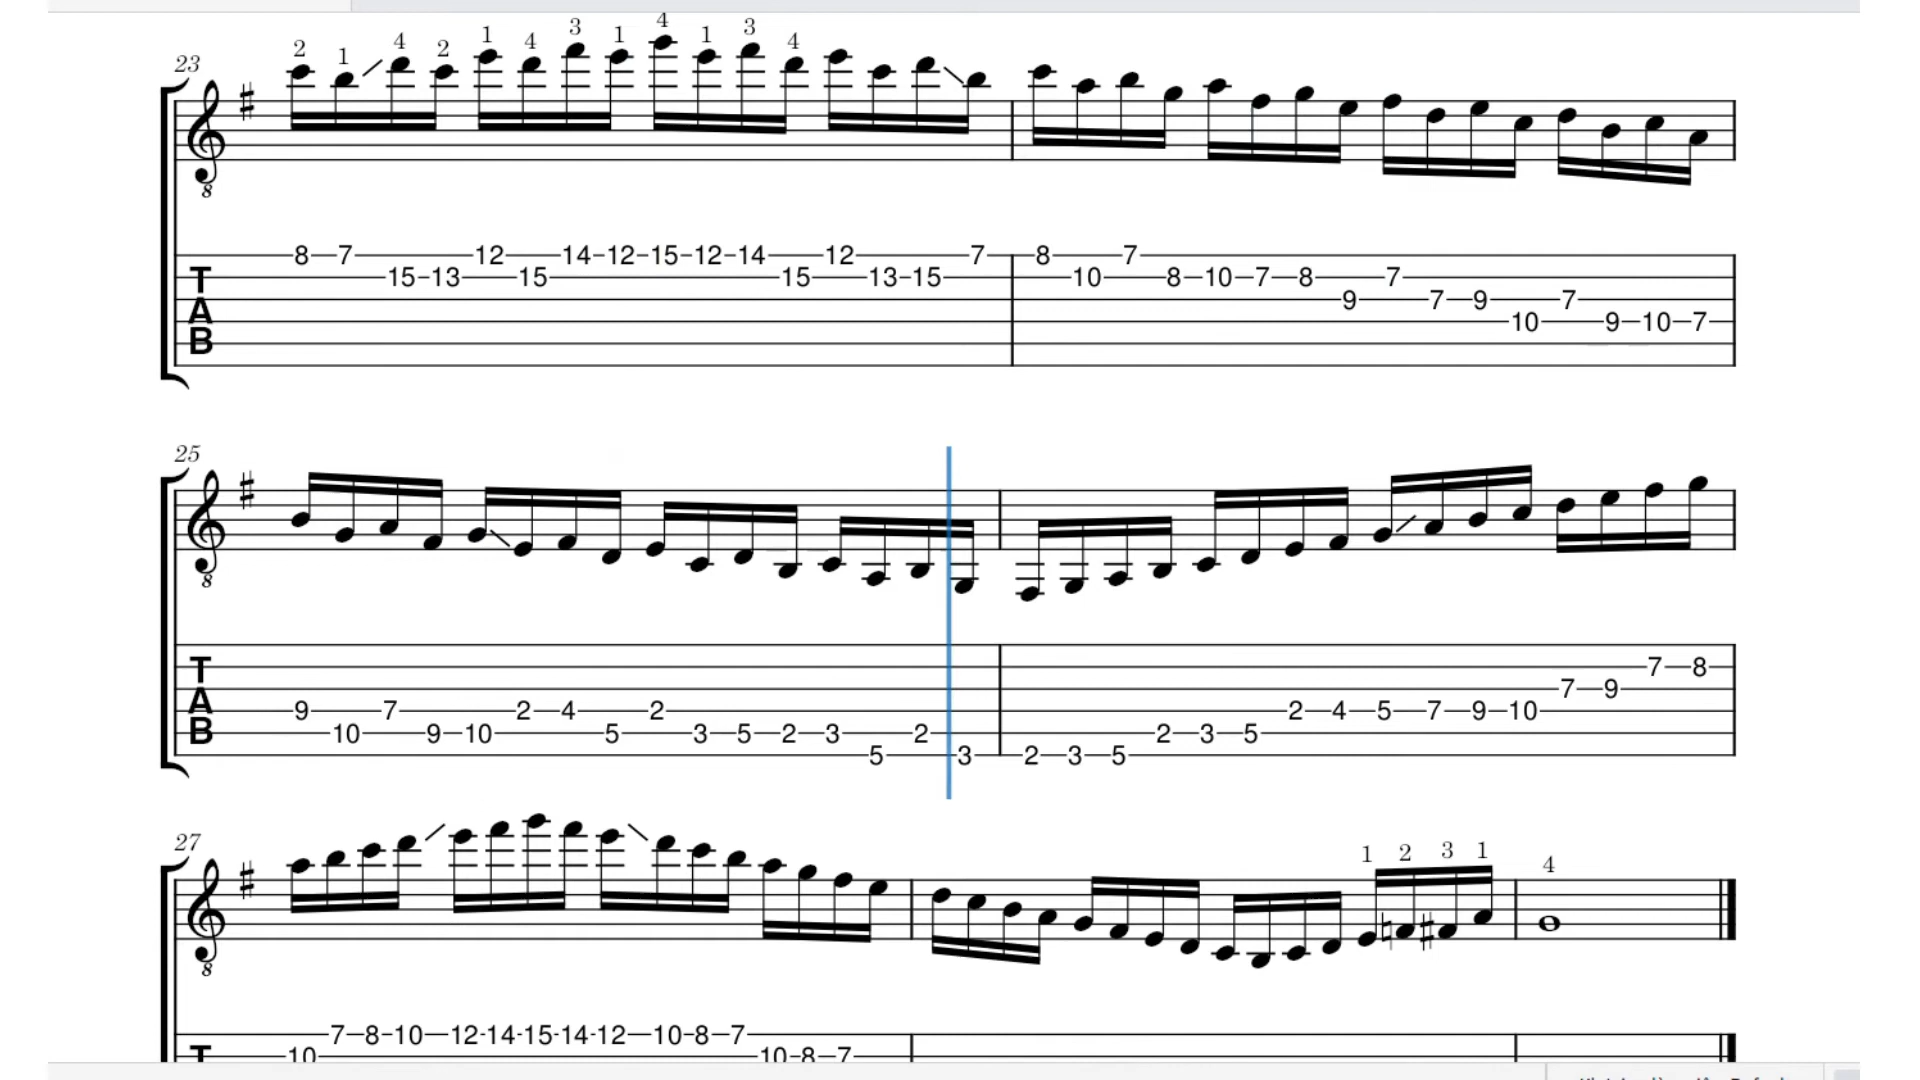 2 1 4 2 1 4 3 1 4 1 3 4
23
8
8 7 12 14 12 15 12 14 12 7 8 7
T 15 13 15 15 13 15 10 8 10 7 8 7
A 9 7 9 7
B 10 9 10 7
25
8
T 7 8
A 7 9
B 9 7 2 4 2 2 4 5 7 9 10
10 9 10 5 3 5 2 3 2 2 3 5
5 3 2 3 5
27
1 2 3 1 4
8
7 8 10 12 14 15 14 12 10 8 7
T 10 10 8 7